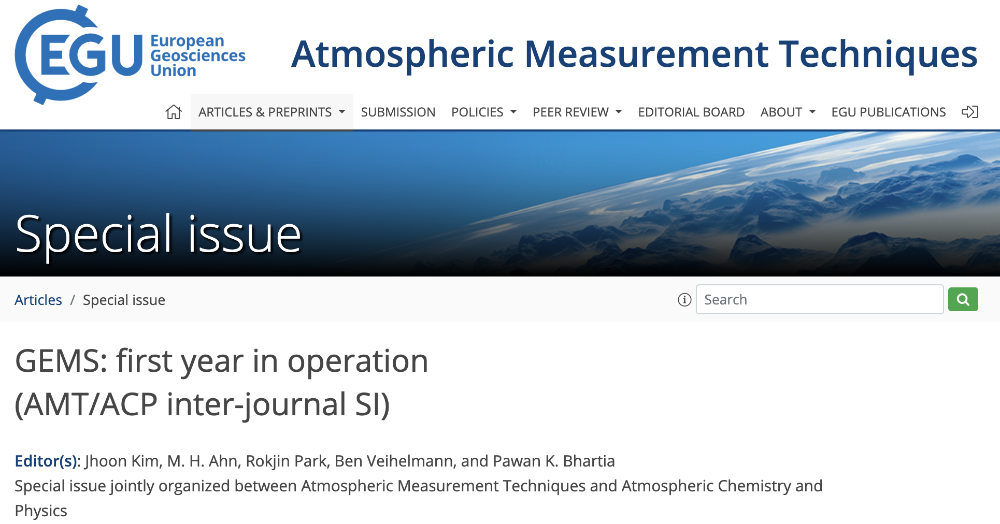 EGU
European
Geosciences
Union
Atmospheric Measurement Techniques
ARTICLES & PREPRINTS SUBMISSION POLICIES PEER REVIEW EDITORIAL BOARD ABOUT EGU PUBLICATIONS
Special issue
Articles / Special issue
Search
GEMS: first year in operation
(AMT/ACP inter-journal SI)
Editor(s): Jhoon Kim, M. H. Ahn, Rokjin Park, Ben Veihelmann, and Pawan K. Bhartia
Special issue jointly organized between Atmospheric Measurement Techniques and Atmospheric Chemistry and
Physics